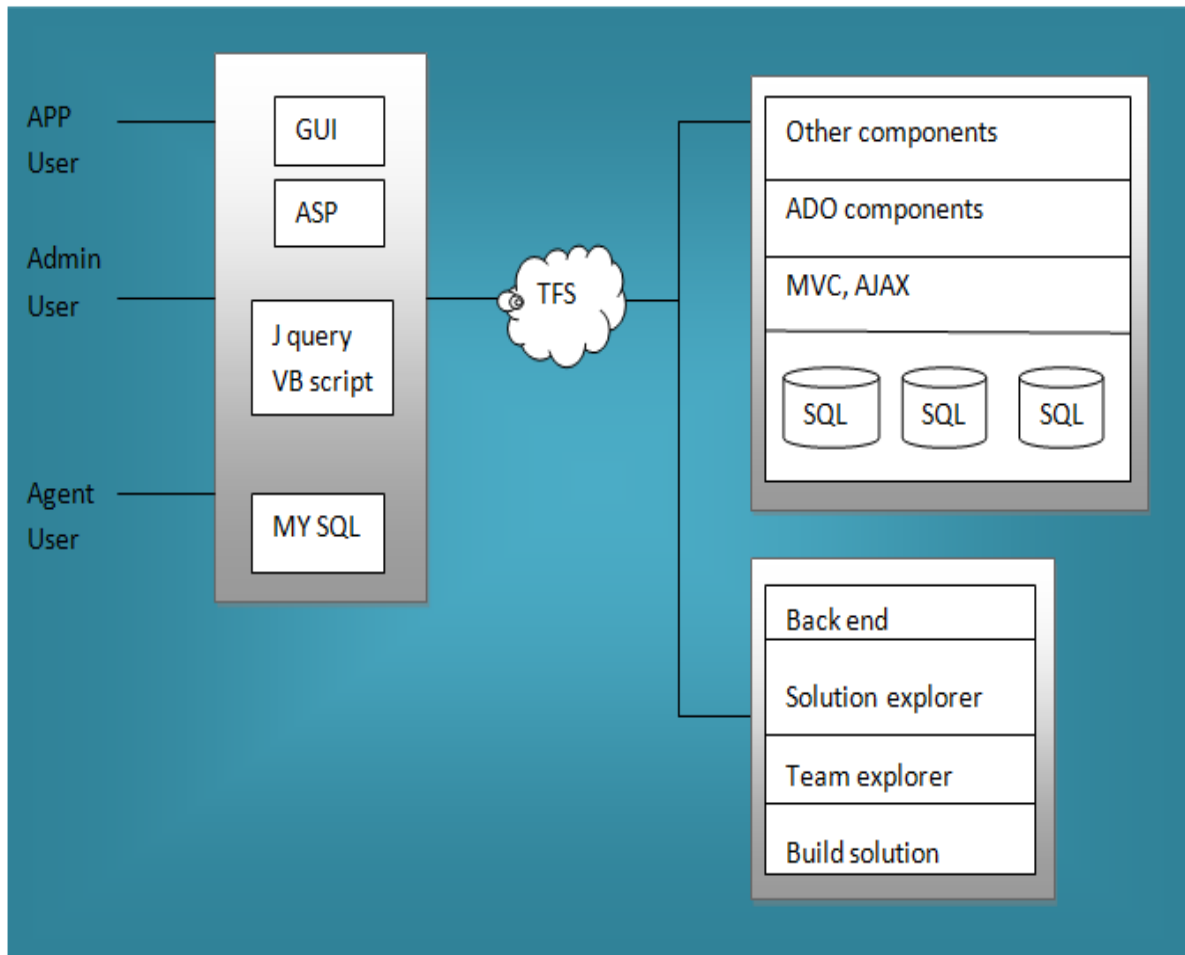 APP
User
Admin
User
Agent
User
GUI
ASP
J query
VB script
MY SQL
TFS
Other components
ADO components
MVC, AJAX
SQL
SQL
SQL
Back end
Solution explorer
Team explorer
Build solution